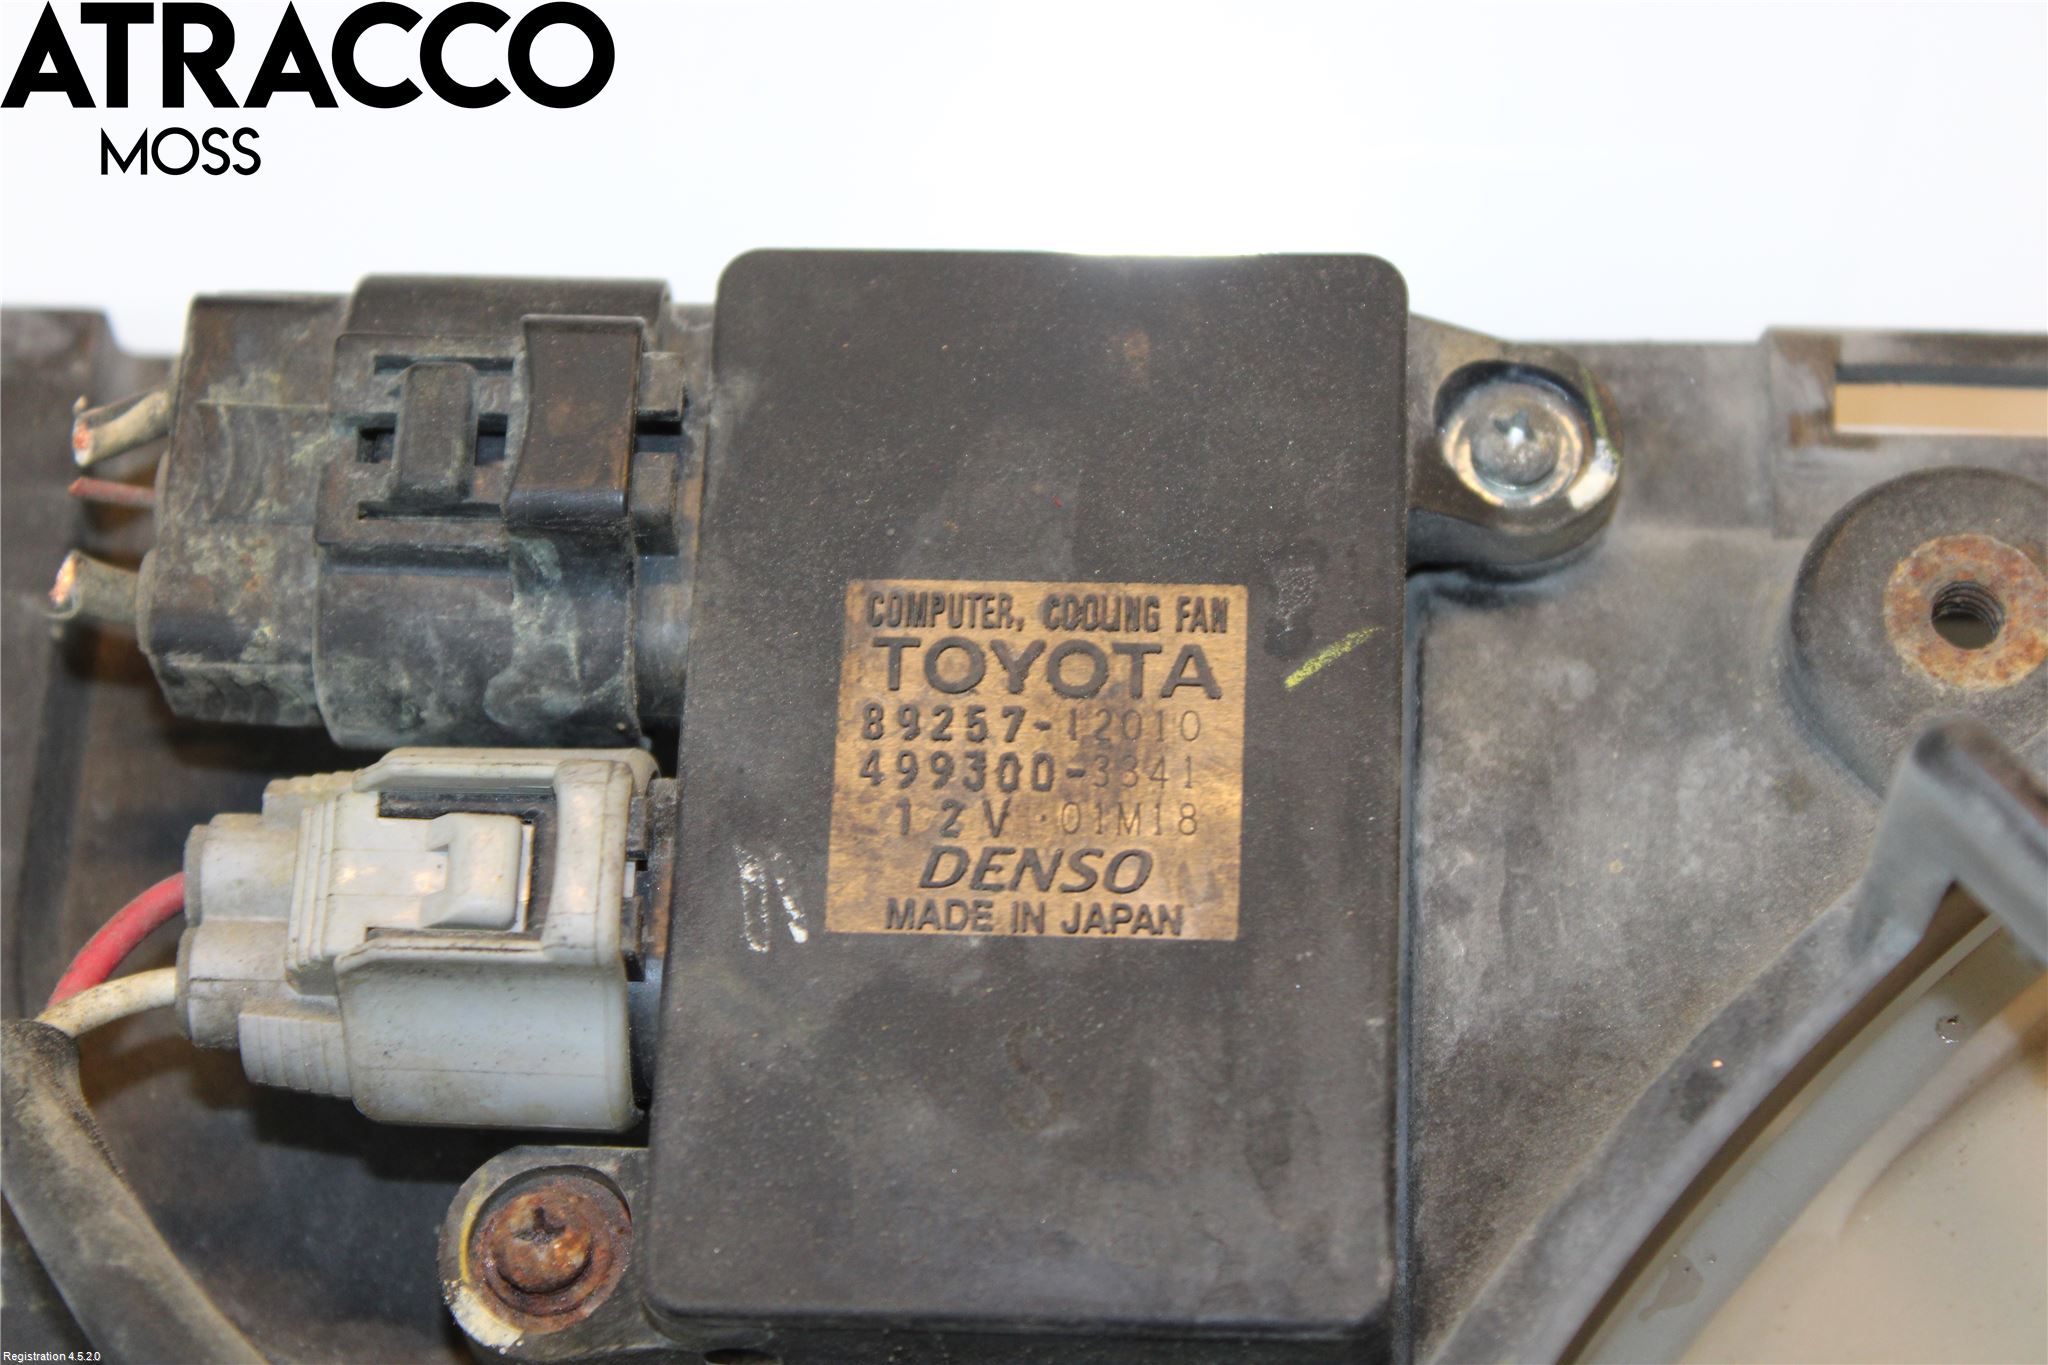 ATRACCO
MOSS
COMPUTER, COOLING FAN
TOYOTA
89257-12010
499300-3341
12V 01M18
DENSO
MADE IN JAPAN
Registration 4.5.2.0